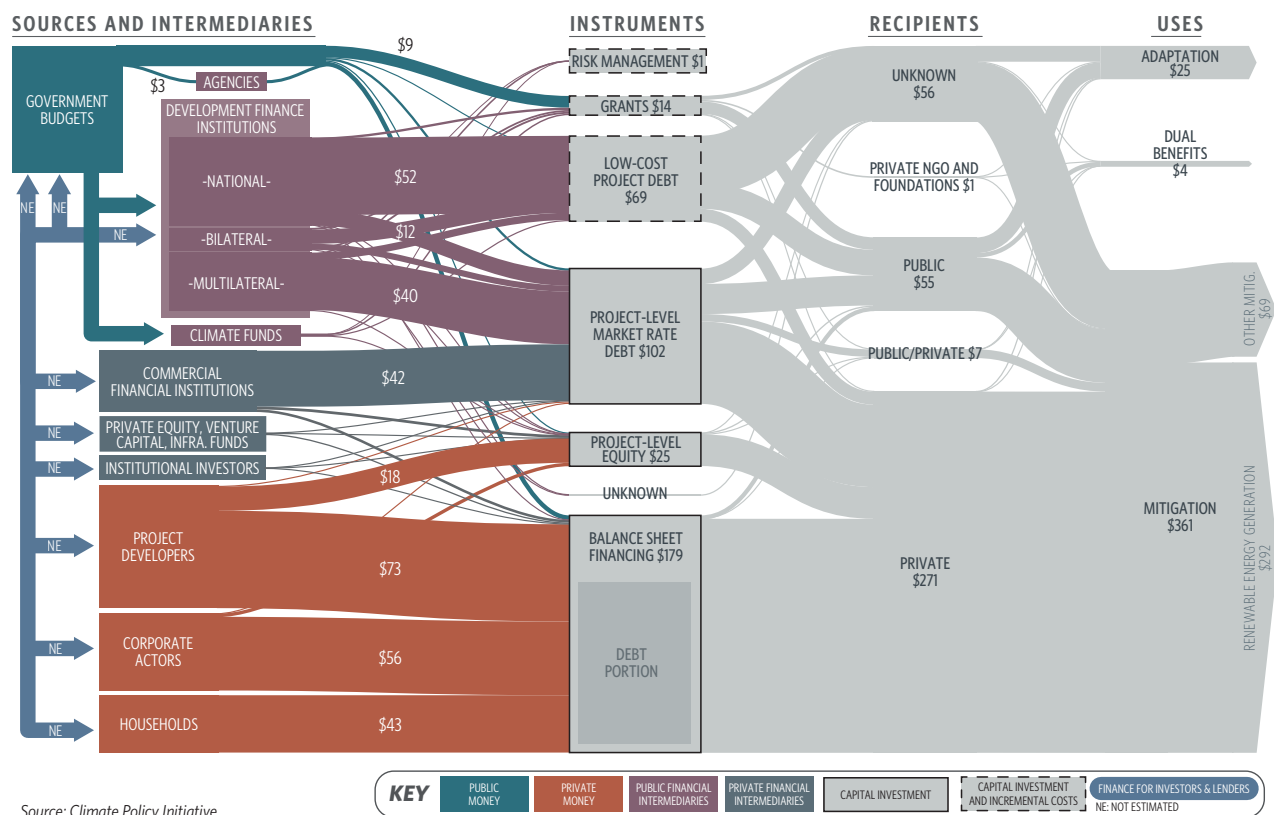 SOURCES AND INTERMEDIARIES
INSTRUMENTS
RECIPIENTS
USES
$9
$3
AGENCIES
GOVERNMENT
BUDGETS
DEVELOPMENT FINANCE
INSTITUTIONS
-NATIONAL-
$52
-BILATERAL-
$12
-MULTILATERAL-
$40
NE
NE
NE
CLIMATE FUNDS
NE
COMMERCIAL
FINANCIAL INSTITUTIONS
$42
NE
PRIVATE EQUITY, VENTURE
CAPITAL, INFRA. FUNDS
NE
INSTITUTIONAL INVESTORS
$18
NE
PROJECT
DEVELOPERS
$73
NE
CORPORATE
ACTORS
$56
NE
HOUSEHOLDS
$43
RISK MANAGEMENT $1
GRANTS $14
LOW-COST
PROJECT DEBT
$69
PROJECT-LEVEL
MARKET RATE
DEBT $102
PROJECT-LEVEL
EQUITY $25
UNKNOWN
BALANCE SHEET
FINANCING $179
DEBT
PORTION
UNKNOWN
$56
PRIVATE NGO AND
FOUNDATIONS $1
PUBLIC
$55
PUBLIC/PRIVATE $7
PRIVATE
$271
ADAPTATION
$25
DUAL
BENEFITS
$4
OTHER MITIG.
$69
MITIGATION
$361
RENEWABLE ENERGY GENERATION
$292
KEY
PUBLIC
MONEY
PRIVATE
MONEY
PUBLIC FINANCIAL
INTERMEDIARIES
PRIVATE FINANCIAL
INTERMEDIARIES
CAPITAL INVESTMENT
CAPITAL INVESTMENT
AND INCREMENTAL COSTS
FINANCE FOR INVESTORS & LENDERS
NE: NOT ESTIMATED
Source: Climate Policy Initiative